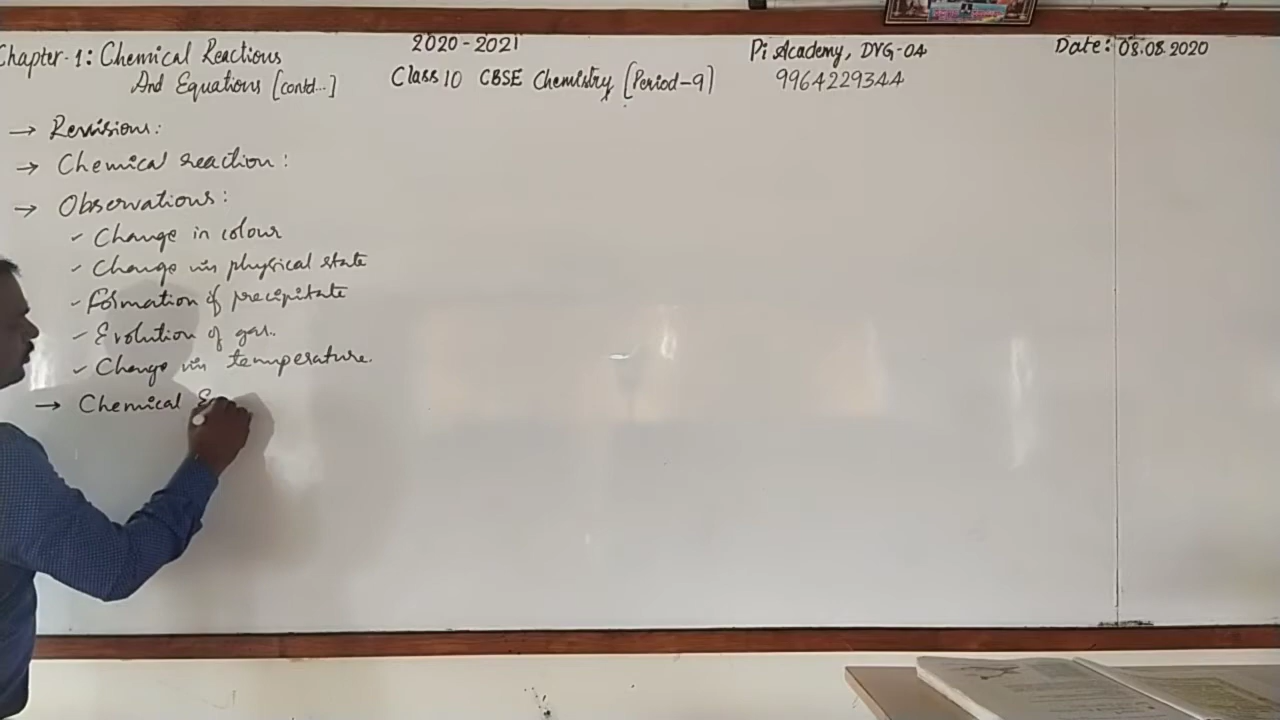 Chapter-1: Chemical Reactions
And Equations [contd...]
2020-2021
Class 10 CBSE Chemistry [Period-9]
Pi Academy, DVG-04
9964229344
Date: 08.08.2020
→ Revision:
→ Chemical reaction:
→ Observations:
✓ Change in colour
✓ Change in physical state
✓ Formation of precipitate
✓ Evolution of gas.
✓ Change in temperature.
→ Chemical